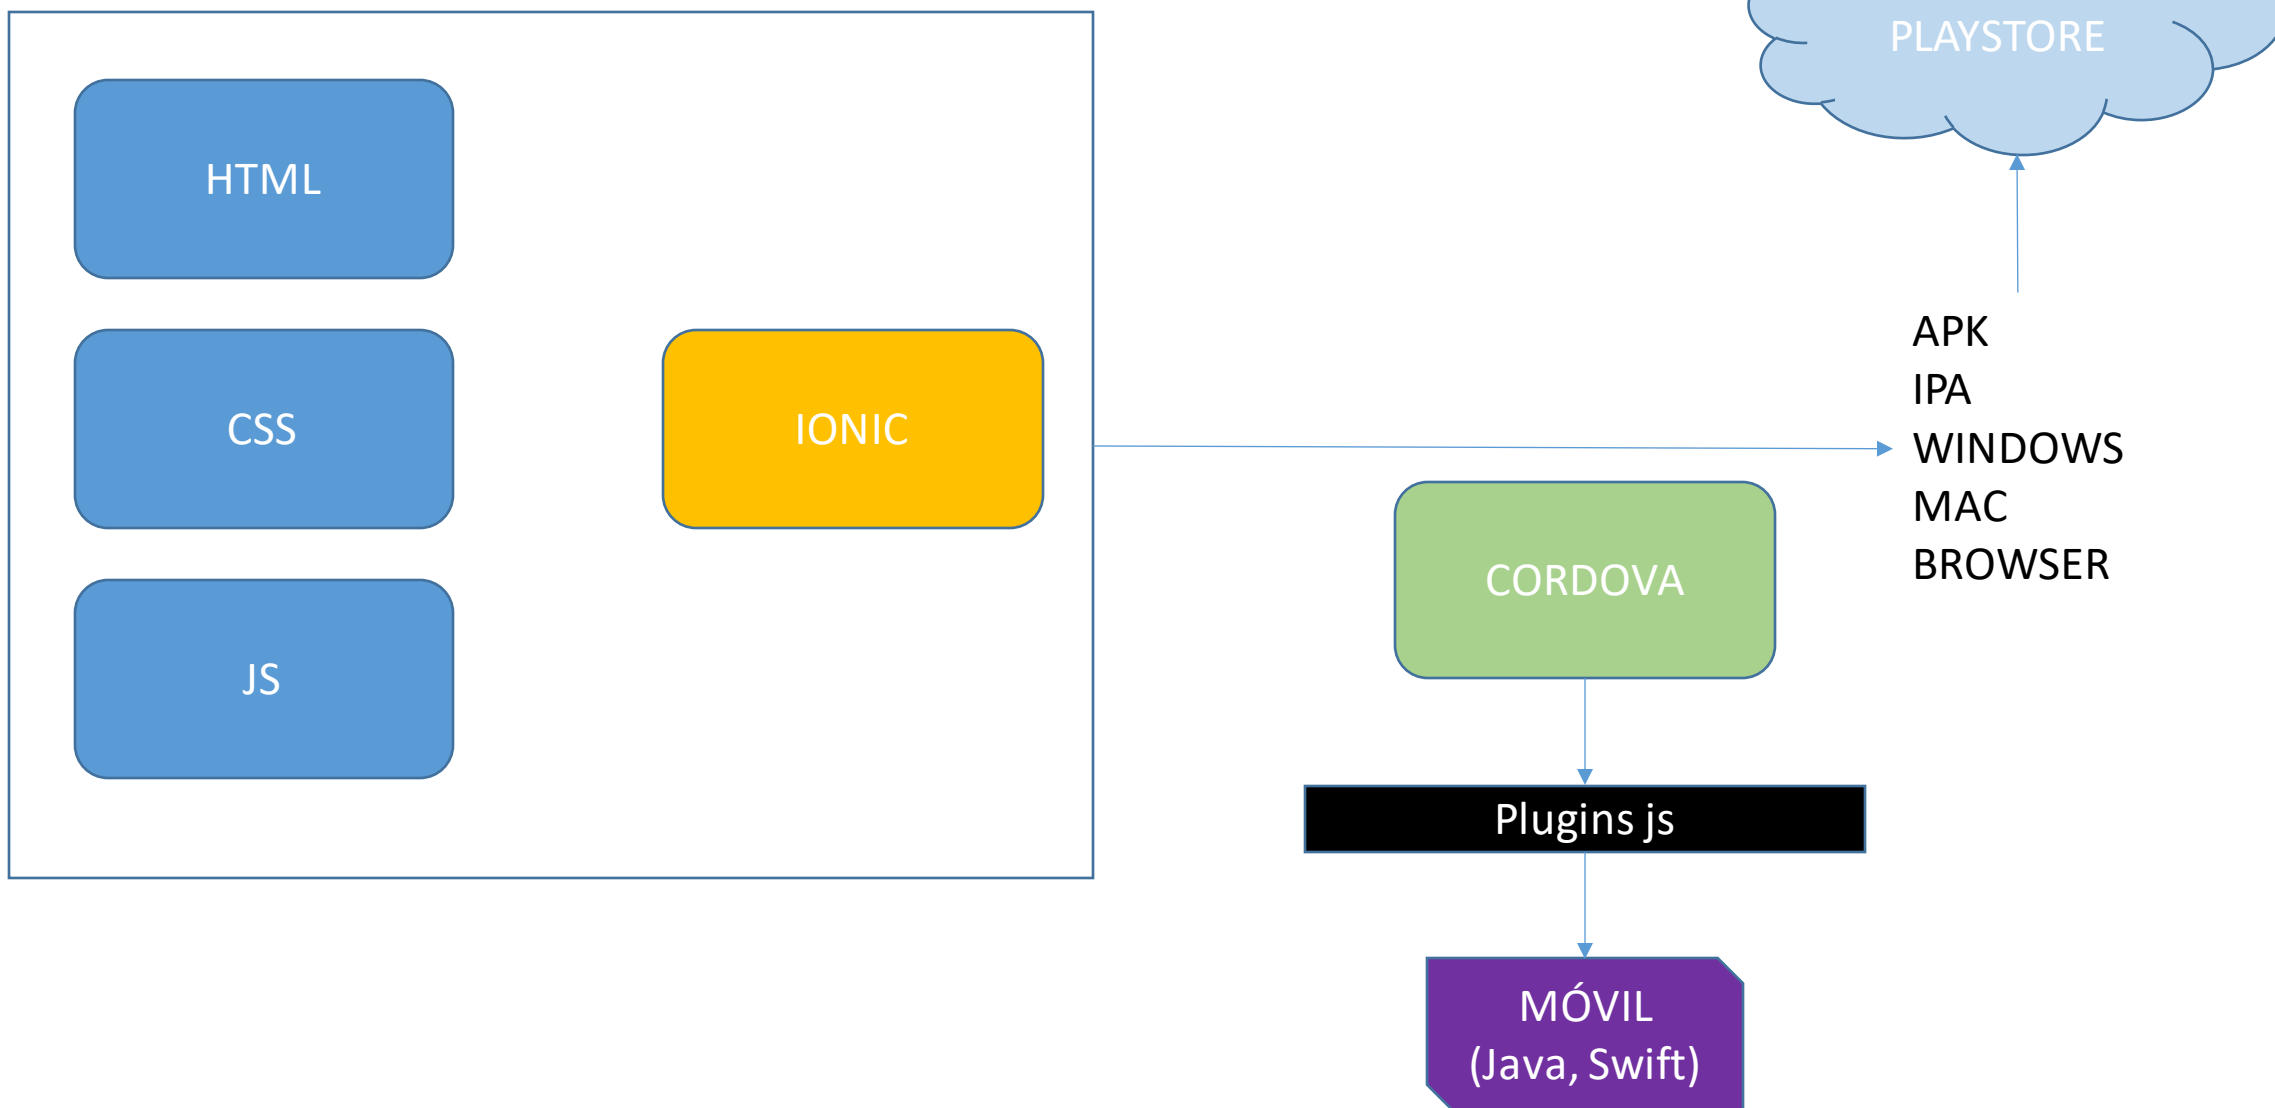 PLAYSTORE
HTML
CSS
JS
IONIC
APK
IPA
WINDOWS
MAC
BROWSER
CORDOVA
Plugins js
MÓVIL
(Java, Swift)